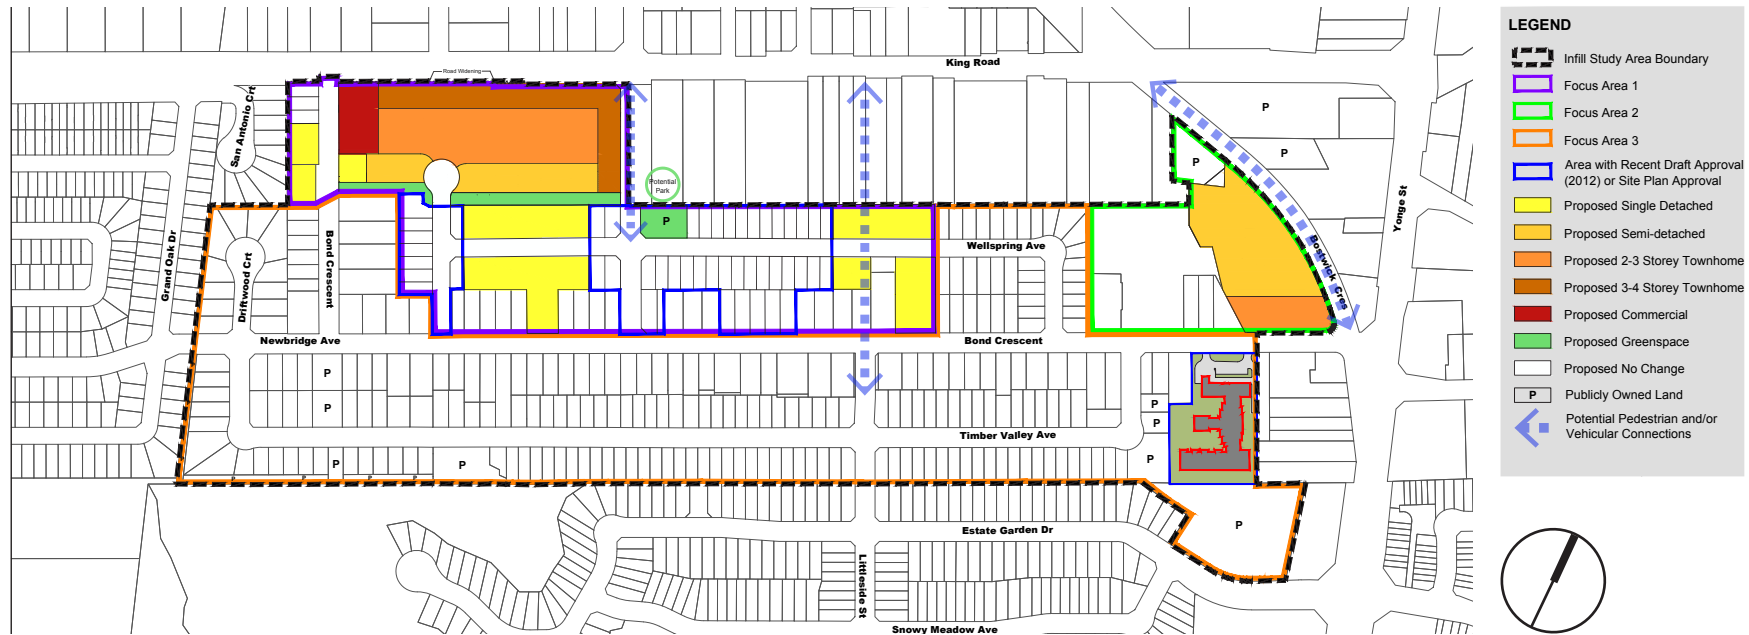 Road Widening
King Road
LEGEND
Infill Study Area Boundary
Focus Area 1
Focus Area 2
Focus Area 3
Area with Recent Draft Approval
(2012) or Site Plan Approval
Proposed Single Detached
Proposed Semi-detached
Proposed 2-3 Storey Townhome
Proposed 3-4 Storey Townhome
Proposed Commercial
Proposed Greenspace
Proposed No Change
P Publicly Owned Land
Potential Pedestrian and/or
Vehicular Connections
San Antonio Crt
P
P
P
Potential
Park
Yonge St
P
Grand Oak Dr
Driftwood Crt
Bond Crescent
Wellspring Ave
Bostwick Cres
Newbridge Ave
Bond Crescent
P
P
P
P
Timber Valley Ave
P
P
P
P
P
P
P
Estate Garden Dr
P
Littleside St
Snowy Meadow Ave